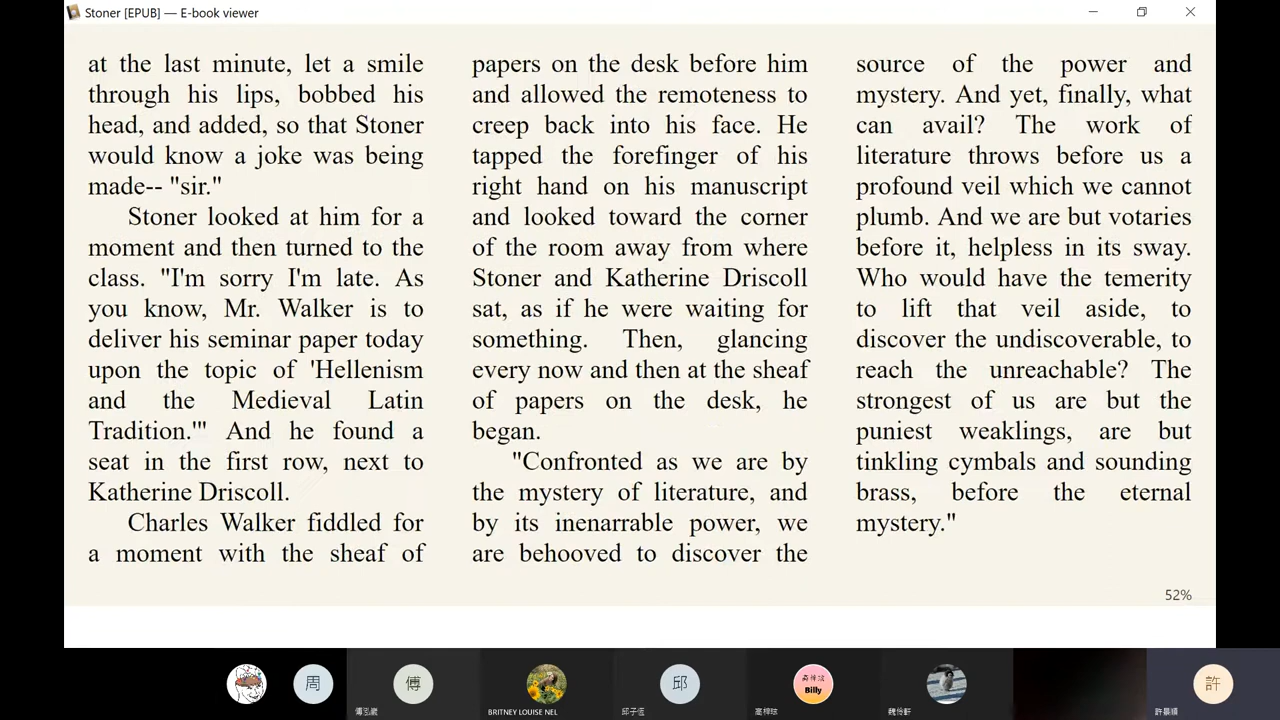 Stoner [EPUB] — E-book viewer
at the last minute, let a smile
through his lips, bobbed his
head, and added, so that Stoner
would know a joke was being
made-- "sir."
Stoner looked at him for a
moment and then turned to the
class. "I'm sorry I'm late. As
you know, Mr. Walker is to
deliver his seminar paper today
upon the topic of 'Hellenism
and the Medieval Latin
Tradition.'" And he found a
seat in the first row, next to
Katherine Driscoll.
Charles Walker fiddled for
a moment with the sheaf of
papers on the desk before him
and allowed the remoteness to
creep back into his face. He
tapped the forefinger of his
right hand on his manuscript
and looked toward the corner
of the room away from where
Stoner and Katherine Driscoll
sat, as if he were waiting for
something. Then, glancing
every now and then at the sheaf
of papers on the desk, he
began.
"Confronted as we are by
the mystery of literature, and
by its inenarrable power, we
are behooved to discover the
source of the power and
mystery. And yet, finally, what
can avail? The work of
literature throws before us a
profound veil which we cannot
plumb. And we are but votaries
before it, helpless in its sway.
Who would have the temerity
to lift that veil aside, to
discover the undiscoverable, to
reach the unreachable? The
strongest of us are but the
puniest weaklings, are but
tinkling cymbals and sounding
brass, before the eternal
mystery."
52%
周
傅
邱
Billy
許
BRITNEY LOUISE NEL